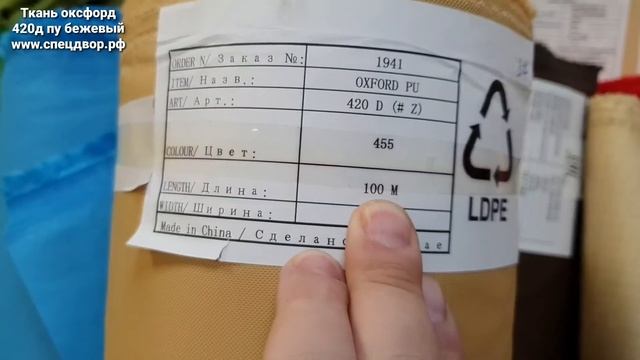 Ткань оксфорд
420д пу бежевый
www.спецдвор.рф
ORDER N/ Заказ №: 1941
ITEM/ Назв.: OXFORD PU
ART/ Арт.: 420 D (# Z)
COLOUR/ Цвет: 455
LENGTH/ Длина: 100 M
WIDTH/ Ширина:
Made in China / Сделано
LDPE